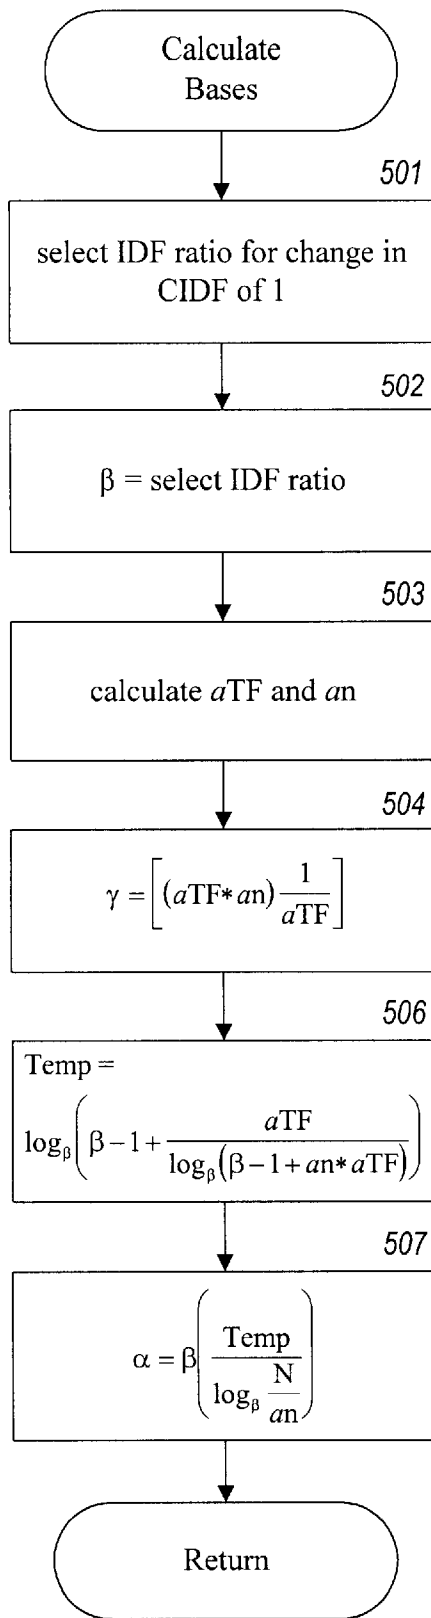 Calculate
Bases
501
select IDF ratio for change in
CIDF of 1
502
β = select IDF ratio
503
calculate aTF and an
504
γ = [(aTF* an) 1/aTF]
506
Temp =
log_β(β − 1 + aTF/log_β(β − 1 + an* aTF))
507
α = β(Temp/log_β N/an)
Return